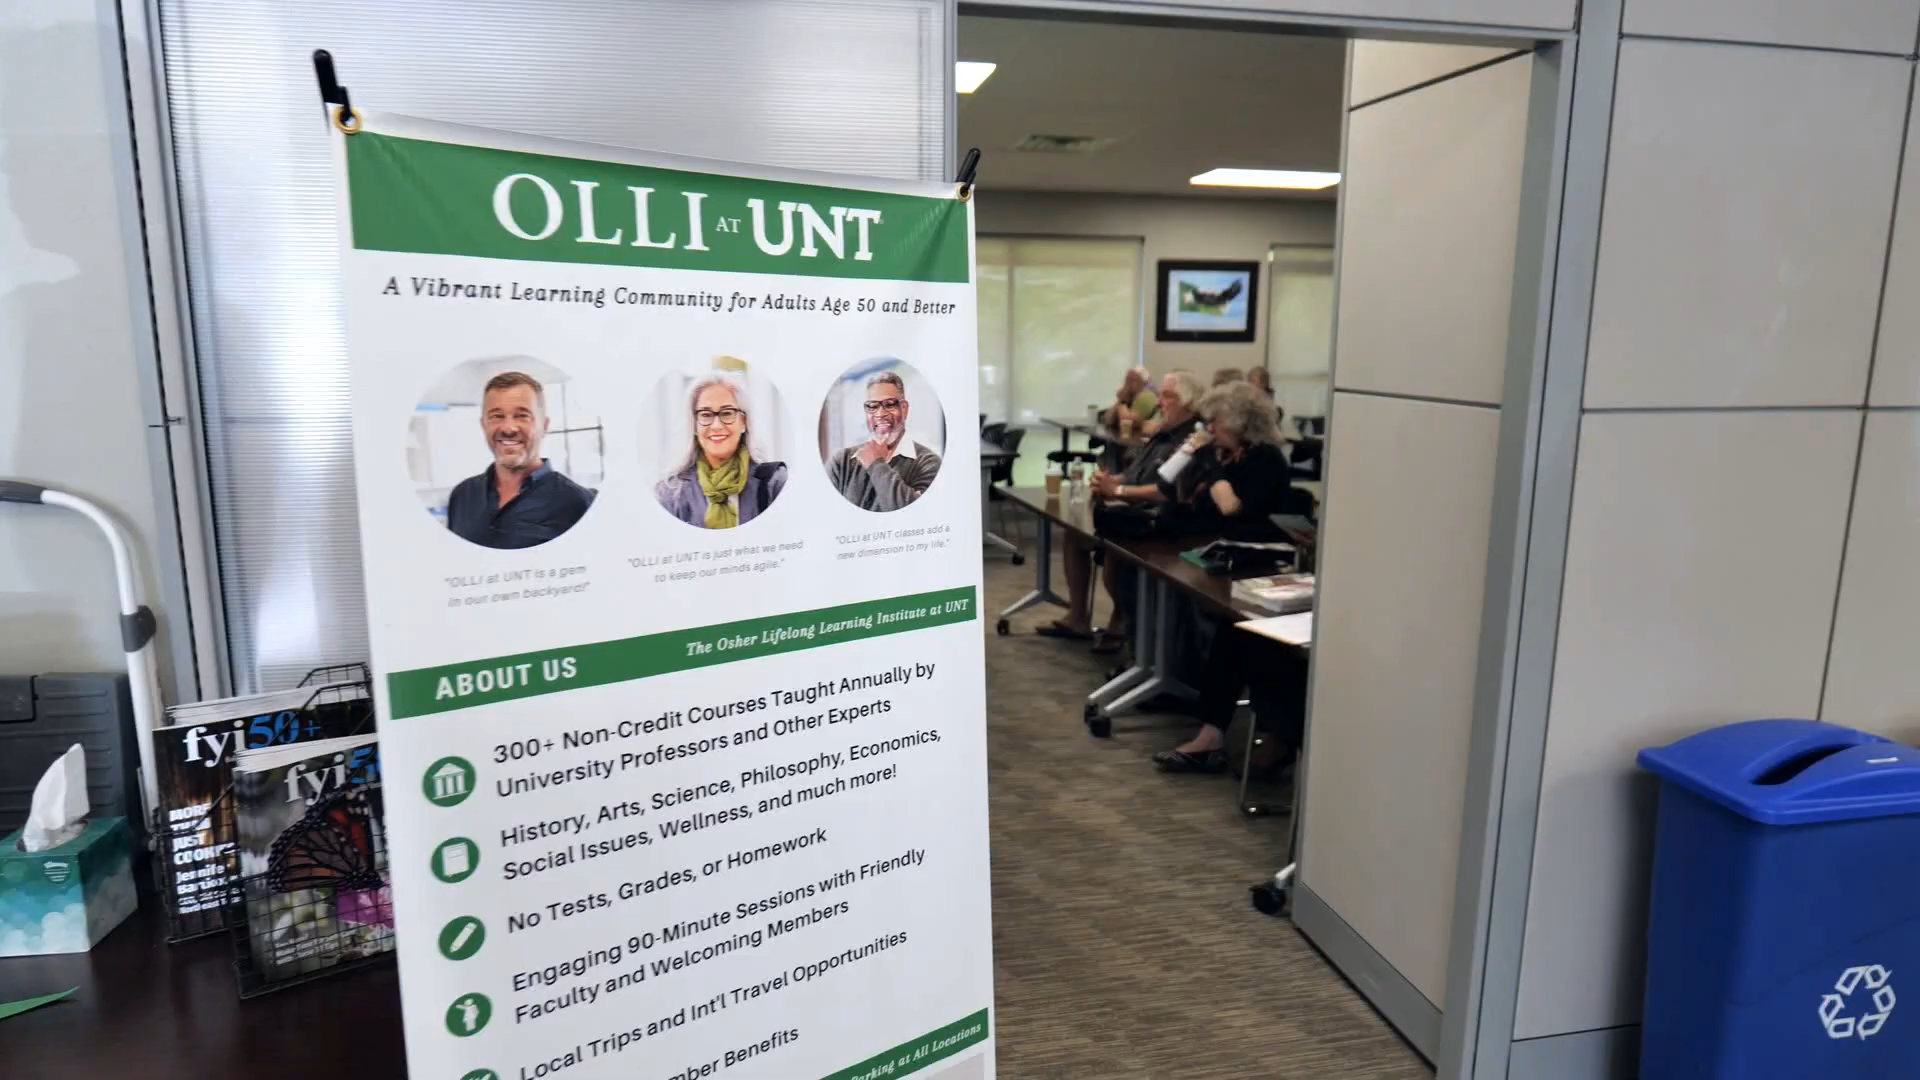 OLLI AT UNT
A Vibrant Learning Community for Adults Age 50 and Better
"OLLI at UNT is a gem
in our own backyard!"
"OLLI at UNT is just what we need
to keep our minds agile."
"OLLI at UNT classes add a
new dimension to my life."
The Osher Lifelong Learning Institute at UNT
ABOUT US
300+ Non-Credit Courses Taught Annually by
University Professors and Other Experts
History, Arts, Science, Philosophy, Economics,
Social Issues, Wellness, and much more!
No Tests, Grades, or Homework
Engaging 90-Minute Sessions with Friendly
Faculty and Welcoming Members
Local Trips and Int'l Travel Opportunities
Benefits
Parking at All Locations
fyi50+
MORE
THAN
JUST
fyi5